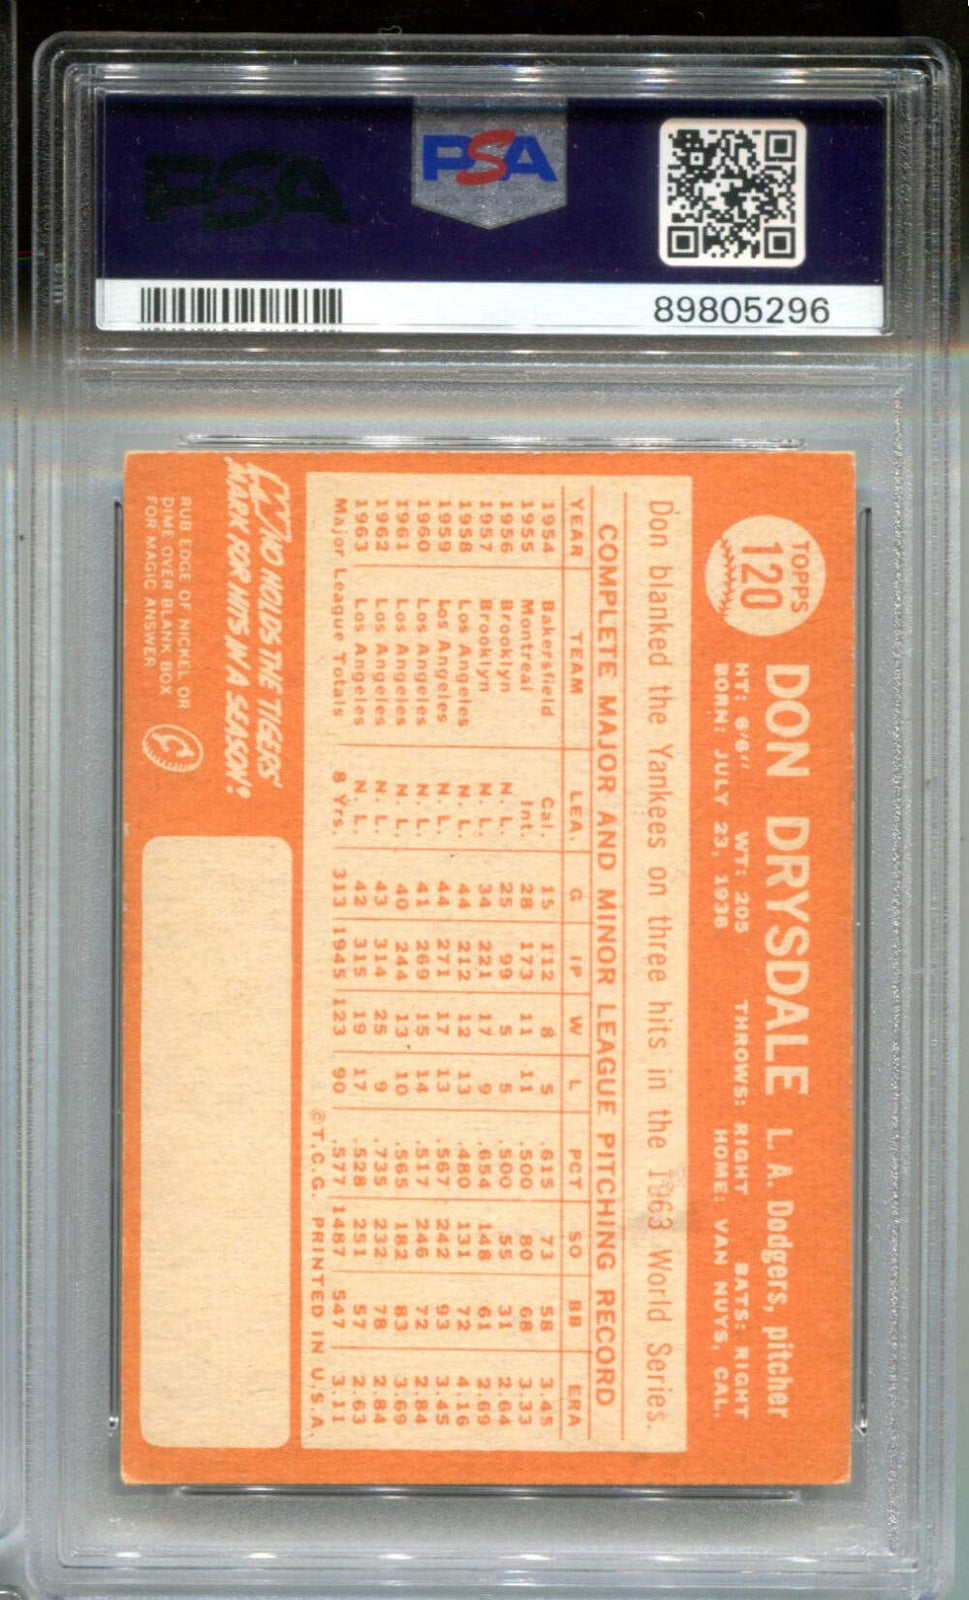 PSA
PSA
89805296
TOPPS
120
DON DRYSDALE L. A. Dodgers, pitcher
HT: 6'6" WT: 205 THROWS: RIGHT BATS: RIGHT
BORN: JULY 23, 1936 HOME: VAN NUYS, CAL.
Don blanked the Yankees on three hits in the 1963 World Series.
COMPLETE MAJOR AND MINOR LEAGUE PITCHING RECORD
YEAR TEAM LEA. G IP W L PCT SO BB ERA
1954 Bakersfield Cal. 15 112 8 5 .615 73 58 3.45
1955 Montreal Int. 28 173 11 11 .500 80 68 3.33
1956 Brooklyn N. L. 25 99 5 5 .500 55 31 2.64
1957 Brooklyn N. L. 34 221 17 9 .654 148 61 2.69
1958 Los Angeles N. L. 44 212 12 13 .480 131 72 4.16
1959 Los Angeles N. L. 44 271 17 13 .567 242 93 3.45
1960 Los Angeles N. L. 41 269 15 14 .517 246 72 2.84
1961 Los Angeles N. L. 40 244 13 10 .565 182 83 3.69
1962 Los Angeles N. L. 43 314 25 9 .735 232 78 2.84
1963 Los Angeles N. L. 42 315 19 17 .528 251 57 2.63
Major League Totals 8 Yrs. 313 1945 123 90 .577 1487 547 3.11
©T.C.G. PRINTED IN U.S.A.
WHO HOLDS THE TIGERS'
MARK FOR HITS IN A SEASON?
RUB EDGE OF NICKEL OR
DIME OVER BLANK BOX
FOR MAGIC ANSWER